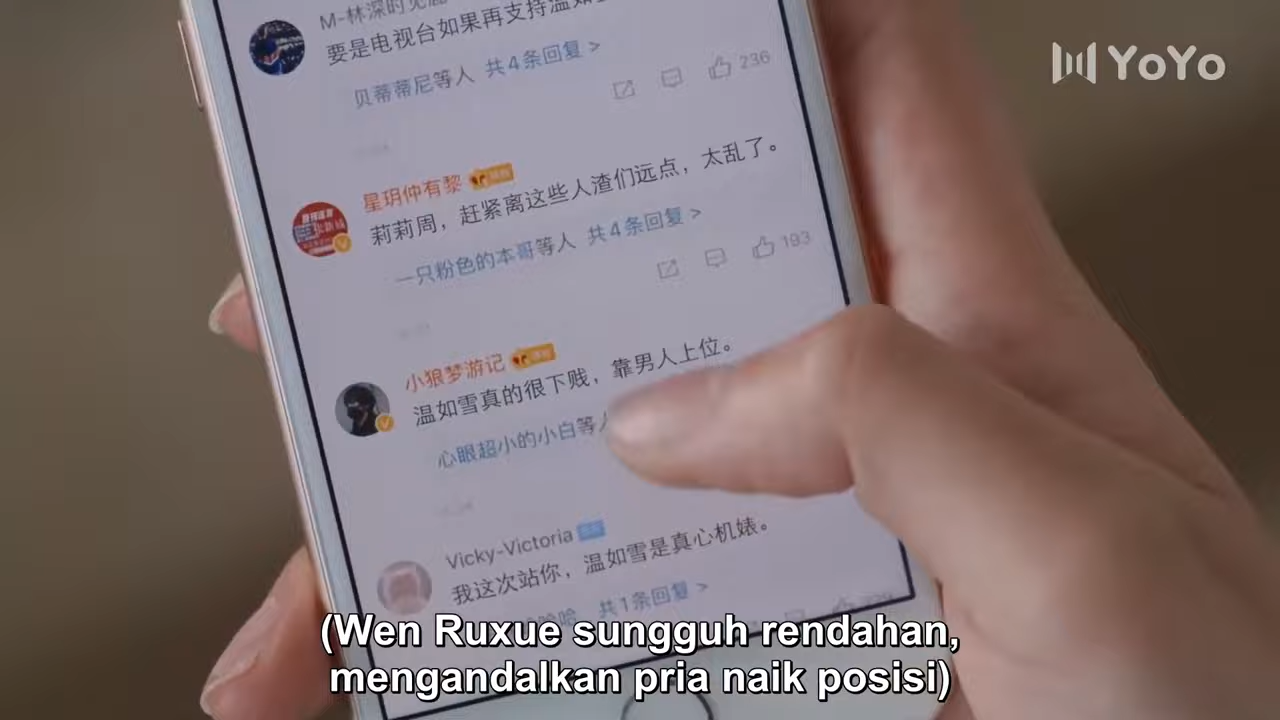 YoYo
M-林深时见鹿
要是电视台如果再支持温如
贝蒂蒂尼等人 共4条回复 >
236
星玥仲有黎
莉莉周，赶紧离这些人渣们远点，太乱了。
一只粉色的本哥等人 共4条回复 >
193
小狼梦游记
温如雪真的很下贱，靠男人上位。
心眼超小的小白等人
Vicky-Victoria
我这次站你，温如雪是真心机婊。
哈哈 共1条回复 >
(Wen Ruxue sungguh rendahan,
mengandalkan pria naik posisi)